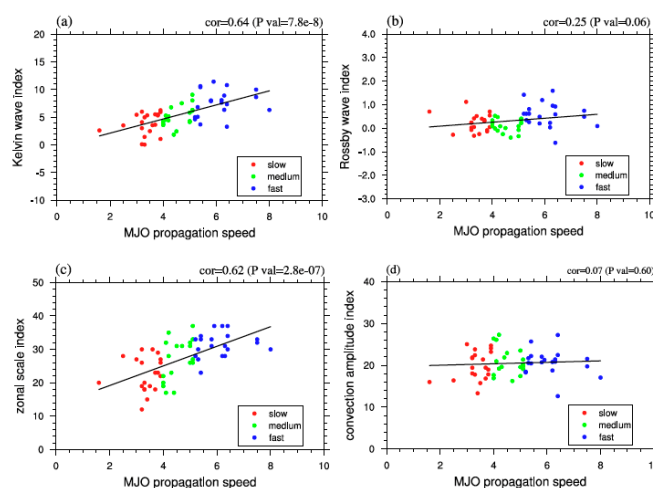 (a) cor=0.64 (P val=7.8e-8)
Kelvin wave index
20
15
10
5
0
-5
-10
slow
medium
fast
0 2 4 6 8 10
MJO propagation speed
(b) cor=0.25 (P val=0.06)
Rossby wave index
4.0
3.0
2.0
1.0
0.0
-1.0
-2.0
-3.0
slow
medium
fast
0 2 4 6 8 10
MJO propagation speed
(c) cor=0.62 (P val=2.8e-07)
zonal scale index
50
40
30
20
10
0
slow
medium
fast
0 2 4 6 8 10
MJO propagation speed
(d) cor=0.07 (P val=0.60)
convection amplitude index
40
30
20
10
0
slow
medium
fast
0 2 4 6 8 10
MJO propagation speed